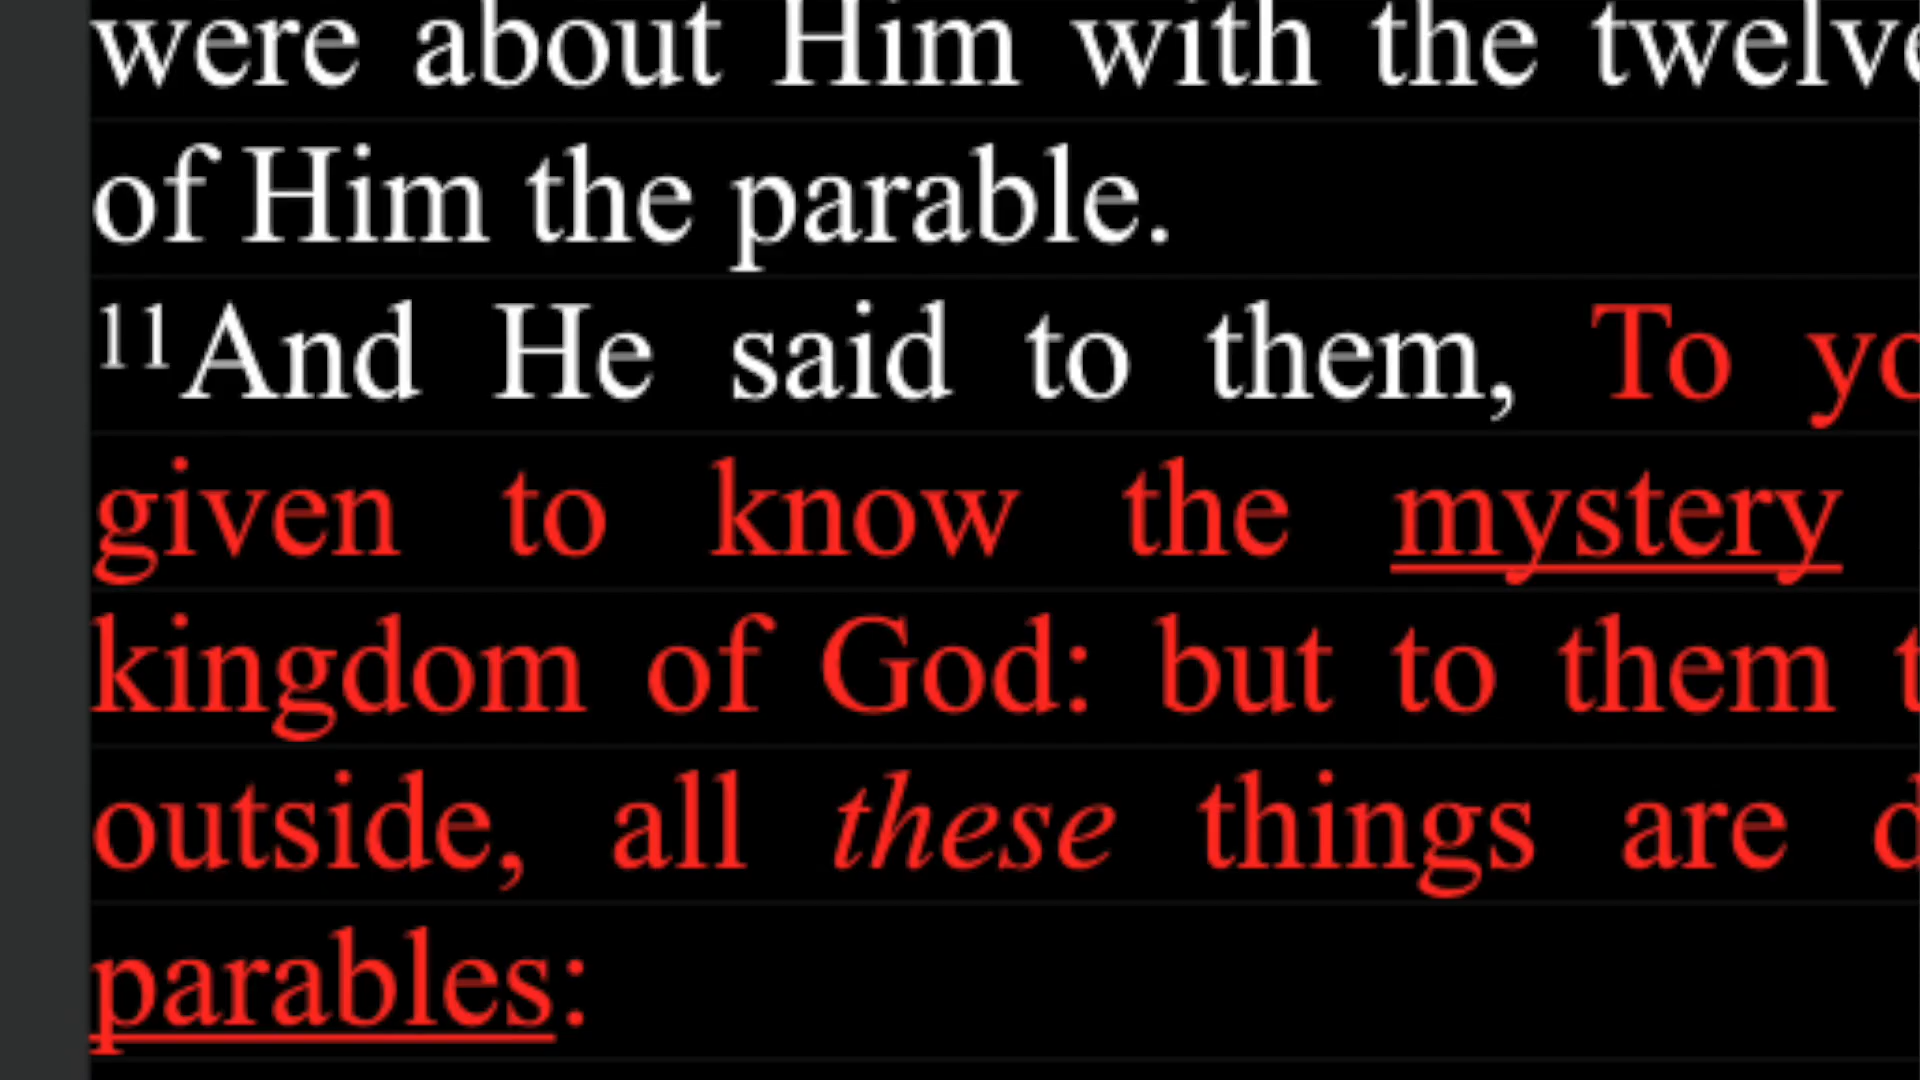 were about Him with the twelve
of Him the parable.
11And He said to them, To
given to know the mystery
kingdom of God: but to them
outside, all these things are
parables: